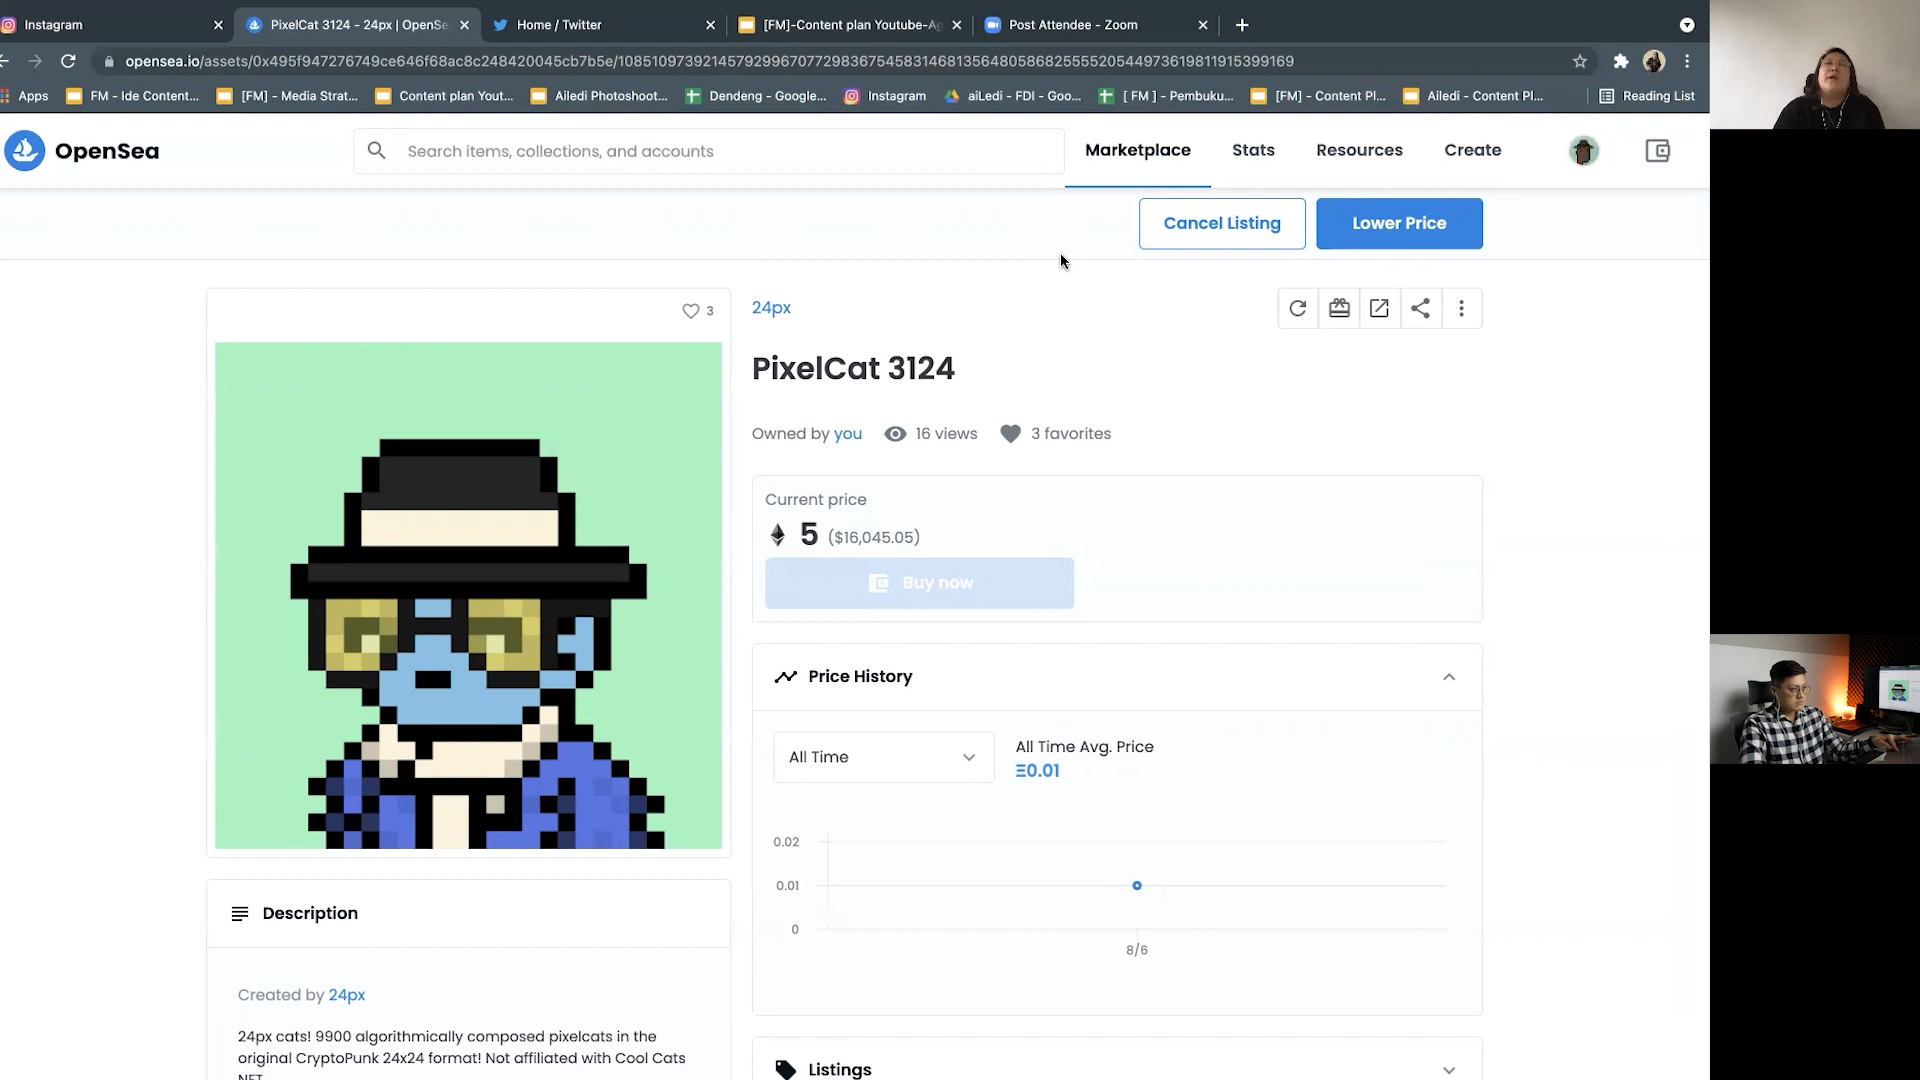 Instagram
PixelCat 3124 - 24px | OpenSe
Home / Twitter
[FM]-Content plan Youtube-Ag
Post Attendee - Zoom
opensea.io/assets/0x495f947276749ce646f68ac8c248420045cb7b5e/108510973921457929967077298367545831468135648058682555520544973619811915399169
Apps
FM - Ide Content...
[FM] - Media Strat...
Content plan Yout...
Ailedi Photoshoot...
Dendeng - Google...
Instagram
aiLedi - FDI - Goo...
[ FM ] - Pembuku...
[FM] - Content Pl...
Ailedi - Content Pl...
Reading List
OpenSea
Search items, collections, and accounts
Marketplace
Stats
Resources
Create
Cancel Listing
Lower Price
3
24px
PixelCat 3124
Owned by you
16 views
3 favorites
Current price
5 ($16,045.05)
Buy now
Price History
All Time
All Time Avg. Price
Ξ0.01
0.02
0.01
0
8/6
Description
Created by 24px
24px cats! 9900 algorithmically composed pixelcats in the
original CryptoPunk 24x24 format! Not affiliated with Cool Cats
NFT
Listings